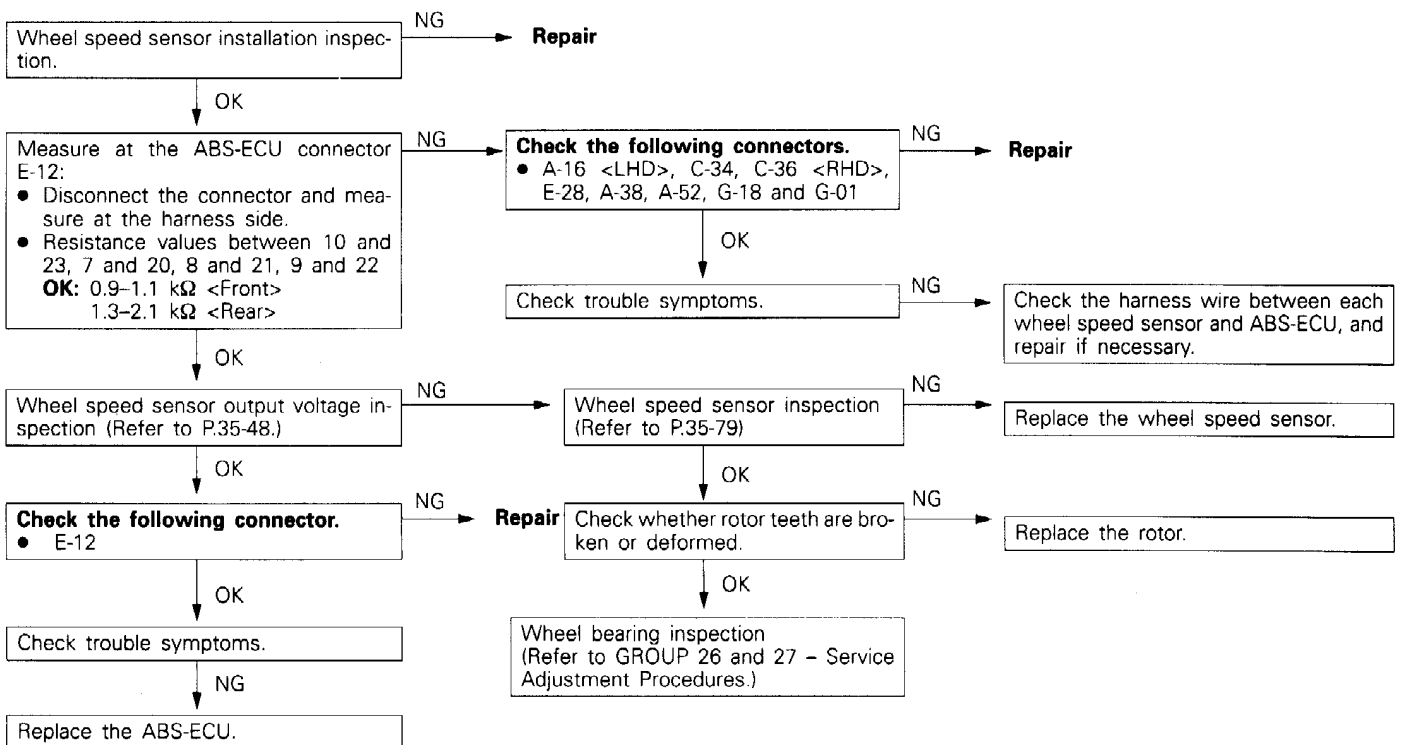 Wheel speed sensor installation inspec-
tion.
NG
Repair
OK
Measure at the ABS-ECU connector
E-12:
● Disconnect the connector and mea-
sure at the harness side.
● Resistance values between 10 and
23, 7 and 20, 8 and 21, 9 and 22
OK: 0.9–1.1 kΩ <Front>
1.3–2.1 kΩ <Rear>
NG
Check the following connectors.
● A-16 <LHD>, C-34, C-36 <RHD>,
E-28, A-38, A-52, G-18 and G-01
NG
Repair
OK
Check trouble symptoms.
NG
Check the harness wire between each
wheel speed sensor and ABS-ECU, and
repair if necessary.
OK
Wheel speed sensor output voltage in-
spection (Refer to P.35-48.)
NG
Wheel speed sensor inspection
(Refer to P.35-79)
NG
Replace the wheel speed sensor.
OK
OK
Check the following connector.
● E-12
NG
Repair
Check whether rotor teeth are bro-
ken or deformed.
NG
Replace the rotor.
OK
OK
Check trouble symptoms.
Wheel bearing inspection
(Refer to GROUP 26 and 27 – Service
Adjustment Procedures.)
NG
Replace the ABS-ECU.